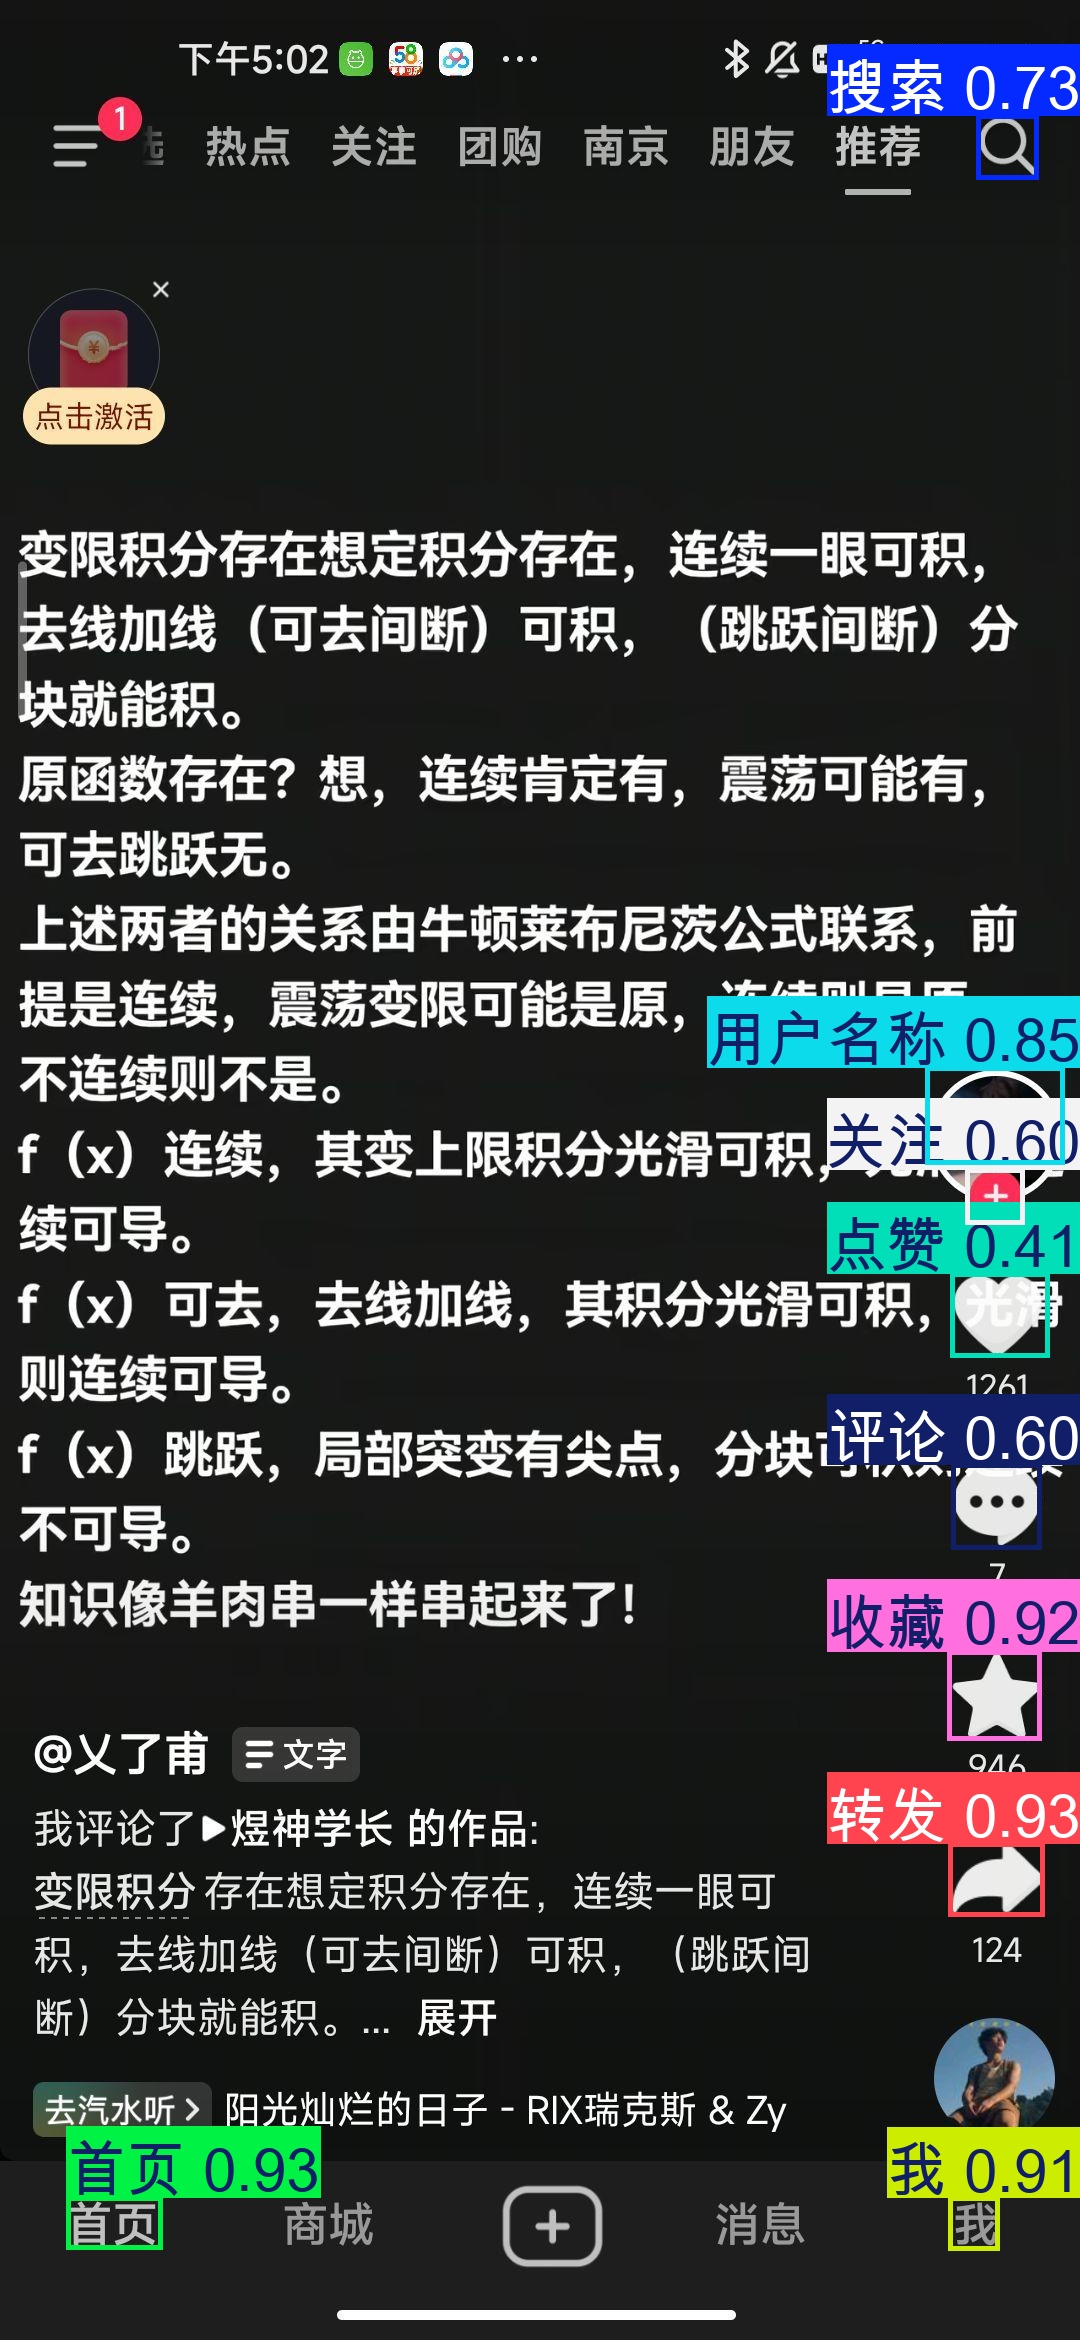 下午5:02
搜索 0.73
1
热点 关注 团购 南京 朋友 推荐
点击激活
变限积分存在想定积分存在，连续一眼可积，
去线加线（可去间断）可积，（跳跃间断）分
块就能积。
原函数存在？想，连续肯定有，震荡可能有，
可去跳跃无。
上述两者的关系由牛顿莱布尼茨公式联系，前
提是连续，震荡变限可能是原，连续则是原
用户名称 0.85
不连续则不是。
关注 0.60
f（x）连续，其变上限积分光滑可积，
续可导。
点赞 0.41
f（x）可去，去线加线，其积分光滑可积，光滑
则连续可导。
1261
评论 0.60
f（x）跳跃，局部突变有尖点，分块
不可导。
7
知识像羊肉串一样串起来了！
收藏 0.92
946
@乂了甫 文字
转发 0.93
我评论了▶煜神学长 的作品:
变限积分存在想定积分存在，连续一眼可
积，去线加线（可去间断）可积，（跳跃间
124
断）分块就能积。... 展开
去汽水听 > 阳光灿烂的日子 - RIX瑞克斯 & Zy
首页 0.93
我 0.91
首页 商城 消息 我